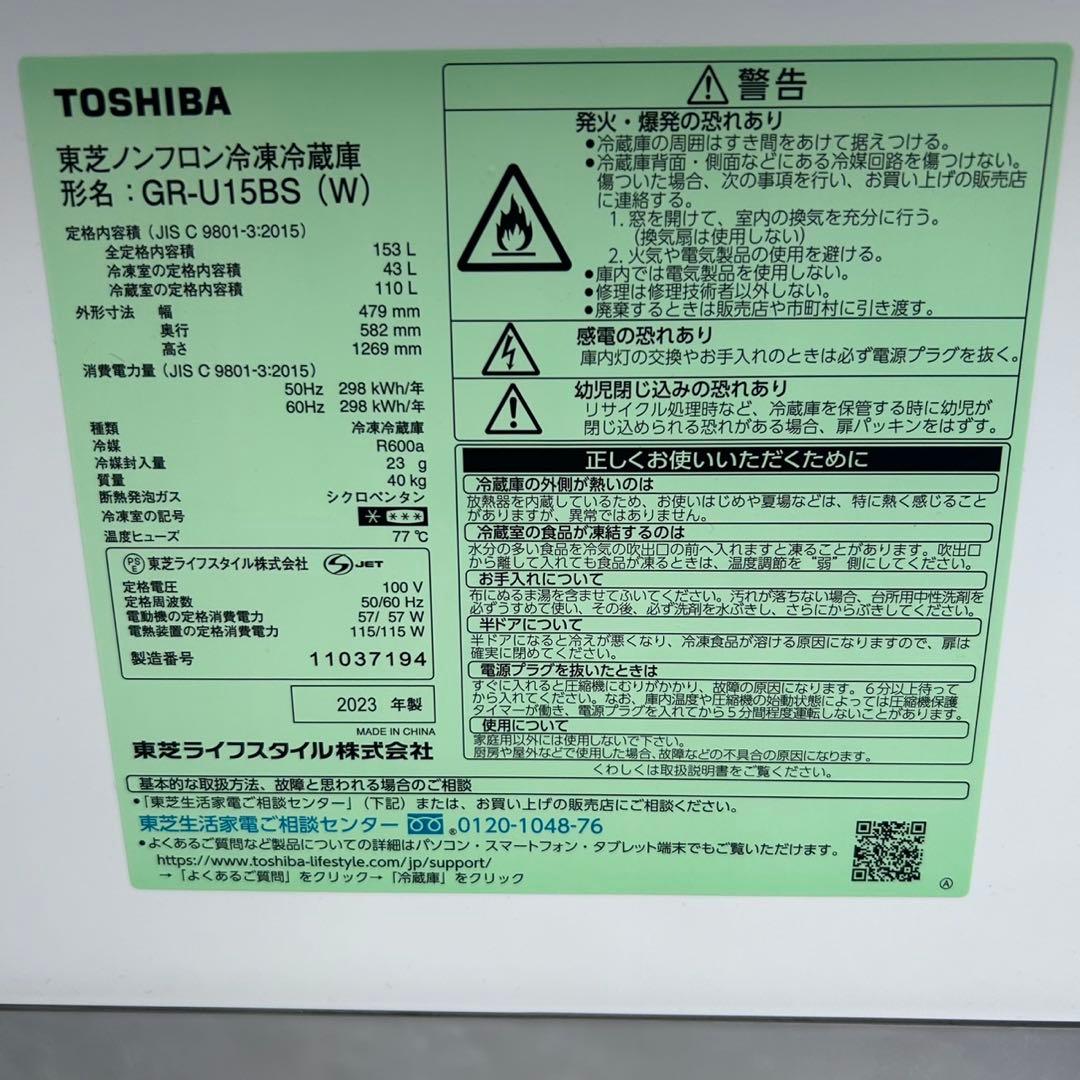 TOSHIBA
東芝ノンフロン冷凍冷蔵庫
形名：GR-U15BS（W）
定格内容積（JIS C 9801-3:2015）
全定格内容積 153 L
冷凍室の定格内容積 43 L
冷蔵室の定格内容積 110 L
外形寸法 幅 479 mm
奥行 582 mm
高さ 1269 mm
消費電力量（JIS C 9801-3:2015）
50Hz 298 kWh/年
60Hz 298 kWh/年
種類 冷凍冷蔵庫
冷媒 R600a
冷媒封入量 23 g
質量 40 kg
断熱発泡ガス シクロペンタン
冷凍室の記号
温度ヒューズ 77 ℃
PSE 東芝ライフスタイル株式会社 JET
定格電圧 100 V
定格周波数 50/60 Hz
電動機の定格消費電力 57/ 57 W
電熱装置の定格消費電力 115/115 W
製造番号 11037194
2023 年製
MADE IN CHINA
東芝ライフスタイル株式会社
警告
発火・爆発の恐れあり
●冷蔵庫の周囲はすき間をあけて据えつける。
●冷蔵庫背面・側面などにある冷媒回路を傷つけない。
傷ついた場合、次の事項を行い、お買い上げの販売店
に連絡する。
1. 窓を開けて、室内の換気を充分に行う。
(換気扇は使用しない)
2. 火気や電気製品の使用を避ける。
●庫内では電気製品を使用しない。
●修理は修理技術者以外しない。
●廃棄するときは販売店や市町村に引き渡す。
感電の恐れあり
庫内灯の交換やお手入れのときは必ず電源プラグを抜く。
幼児閉じ込みの恐れあり
リサイクル処理時など、冷蔵庫を保管する時に幼児が
閉じ込められる恐れがある場合、扉パッキンをはずす。
正しくお使いいただくために
冷蔵庫の外側が熱いのは
放熱器を内蔵しているため、お使いはじめや夏場などは、特に熱く感じること
がありますが、異常ではありません。
冷蔵室の食品が凍結するのは
水分の多い食品を冷気の吹出口の前へ入れますと凍ることがあります。吹出口
から離して入れても食品が凍るときは、温度調節を“弱”側にしてください。
お手入れについて
布にぬるま湯を含ませてふいてください。汚れが落ちない場合、台所用中性洗剤を
必ずうすめて使い、その後、必ず洗剤を水ぶきし、さらにからぶきしてください。
半ドアについて
半ドアになると冷えが悪くなり、冷凍食品が溶ける原因になりますので、扉は
確実に閉めてください。
電源プラグを抜いたときは
すぐに入れると圧縮機にむりがかかり、故障の原因になります。6分以上待って
から入れてください。なお、庫内温度や圧縮機の始動状態によっては圧縮機保護
タイマーが働き、電源プラグを入れてから5分間程度運転しないことがあります。
使用について
家庭用以外には使用しないで下さい。
厨房や屋外などで使用した場合、故障などの不具合の原因になります。
くわしくは取扱説明書をご覧ください。
基本的な取扱方法、故障と思われる場合のご相談
●「東芝生活家電ご相談センター」（下記）または、お買い上げの販売店にご相談ください。
東芝生活家電ご相談センター ®0120-1048-76
●よくあるご質問など製品についての詳細はパソコン・スマートフォン・タブレット端末でもご覧いただけます。
https://www.toshiba-lifestyle.com/jp/support/
→「よくあるご質問」をクリック→「冷蔵庫」をクリック
Ⓐ